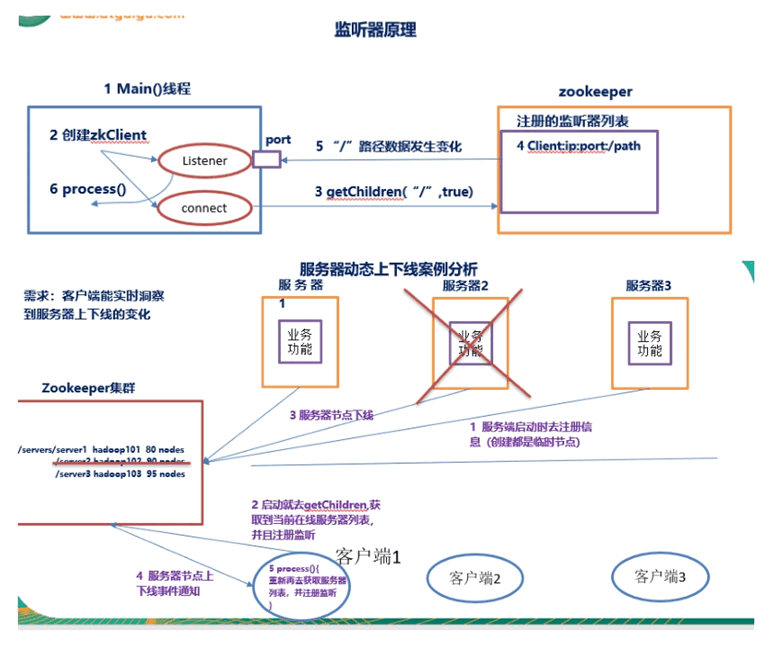 监听器原理
1 Main()线程
zookeeper
2 创建zkClient
port
5 “/”路径数据发生变化
注册的监听器列表
4 Client:ip:port:/path
Listener
6 process()
connect
3 getChildren(“/”,true)
服务器动态上下线案例分析
需求：客户端能实时洞察
到服务器上下线的变化
服 务 器
1
服务器2
服务器3
业务
功能
业务
功能
业务
功能
Zookeeper集群
3 服务器节点下线
1 服务端启动时去注册信
息（创建都是临时节点）
/servers/server1 hadoop101 80 nodes
/server2 hadoop102 90 nodes
/server3 hadoop103 95 nodes
2 启动就去getChildren,获
取到当前在线服务器列表，
并且注册监听
客户端1
4 服务器节点上
下线事件通知
5 process(){
重新再去获取服务器
列表，并注册监听
}
客户端2
客户端3